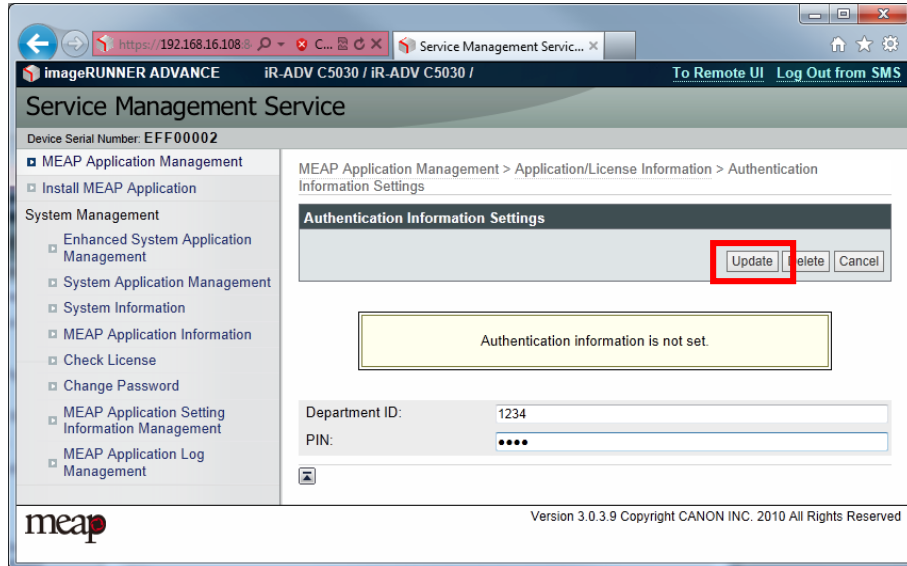 https://192.168.16.108:8
C...
Service Management Servic...
imageRUNNER ADVANCE iR-ADV C5030 / iR-ADV C5030 / To Remote UI Log Out from SMS
Service Management Service
Device Serial Number: EFF00002
MEAP Application Management
Install MEAP Application
System Management
Enhanced System Application
Management
System Application Management
System Information
MEAP Application Information
Check License
Change Password
MEAP Application Setting
Information Management
MEAP Application Log
Management
MEAP Application Management > Application/License Information > Authentication
Information Settings
Authentication Information Settings
Update Delete Cancel
Authentication information is not set.
Department ID: 1234
PIN: ••••
meap
Version 3.0.3.9 Copyright CANON INC. 2010 All Rights Reserved